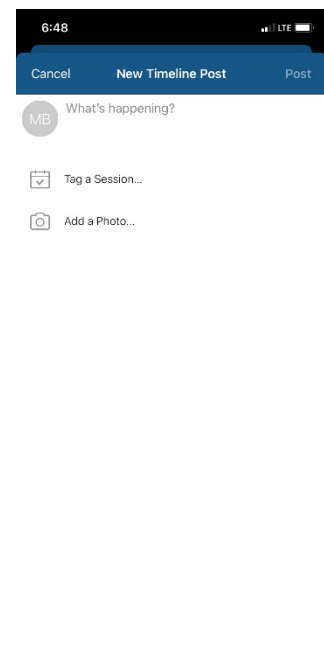 6:48 LTE
Cancel New Timeline Post Post
MB What's happening?
Tag a Session...
Add a Photo...